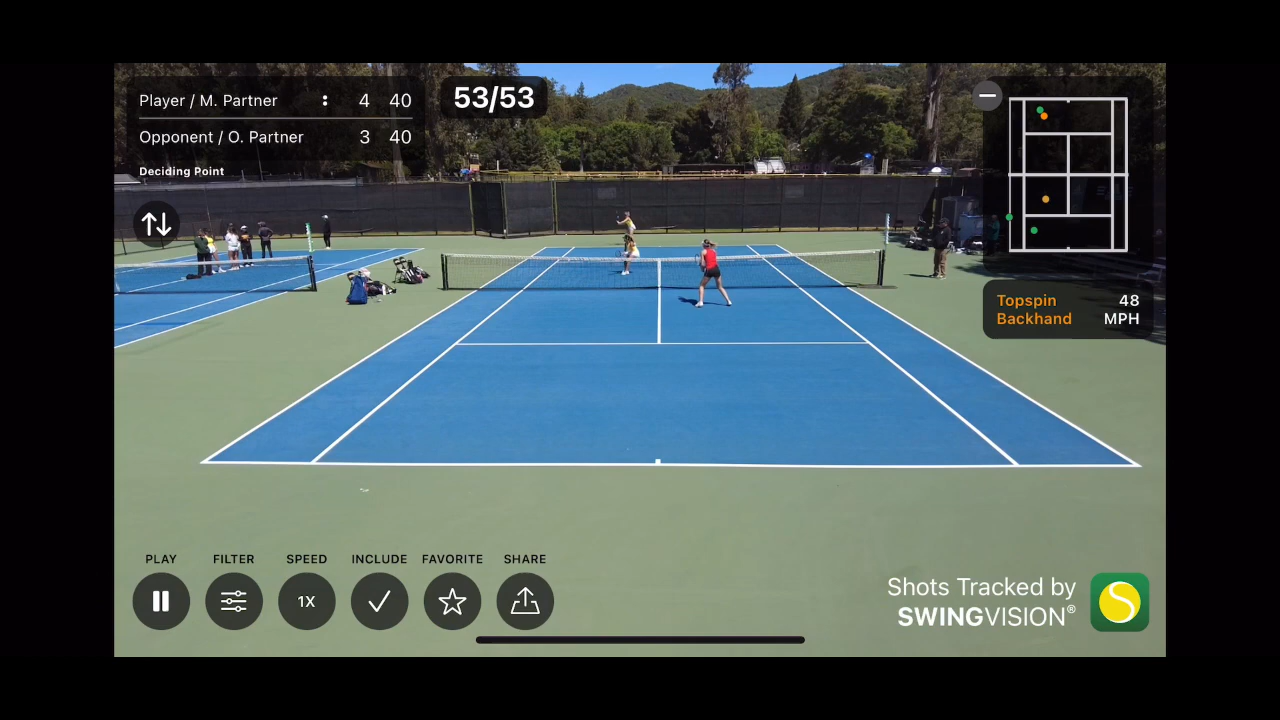 Player / M. Partner : 4 40
53/53
Opponent / O. Partner 3 40
Deciding Point
Topspin 48
Backhand MPH
PLAY FILTER SPEED INCLUDE FAVORITE SHARE
1X
Shots Tracked by
SWINGVISION®